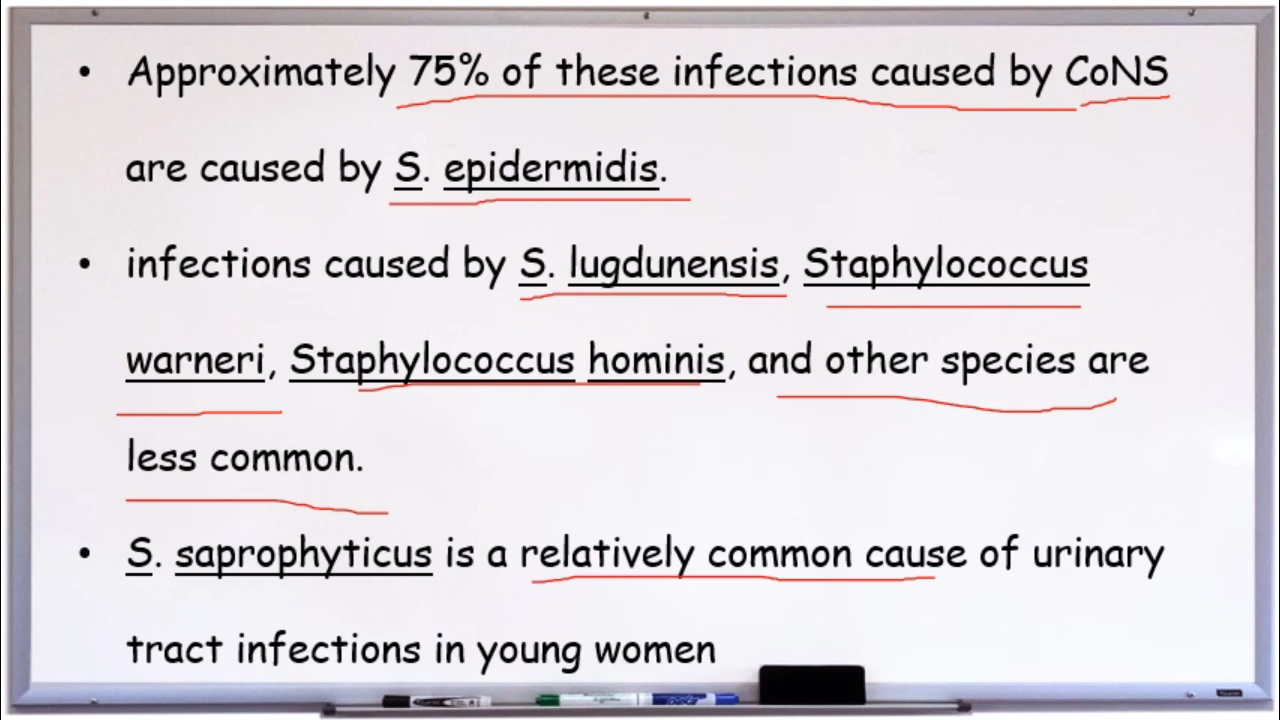 • Approximately 75% of these infections caused by CoNS
are caused by S. epidermidis.
• infections caused by S. lugdunensis, Staphylococcus
warneri, Staphylococcus hominis, and other species are
less common.
• S. saprophyticus is a relatively common cause of urinary
tract infections in young women